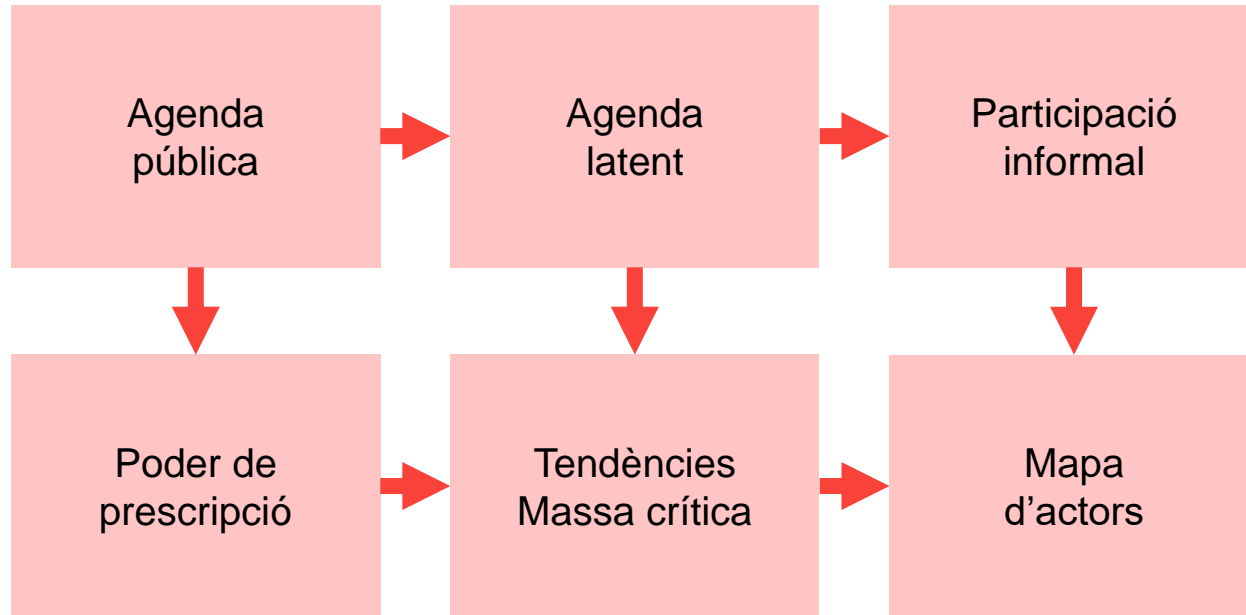 Agenda
pública
Agenda
latent
Participació
informal
Poder de
prescripció
Tendències
Massa crítica
Mapa
d’actors